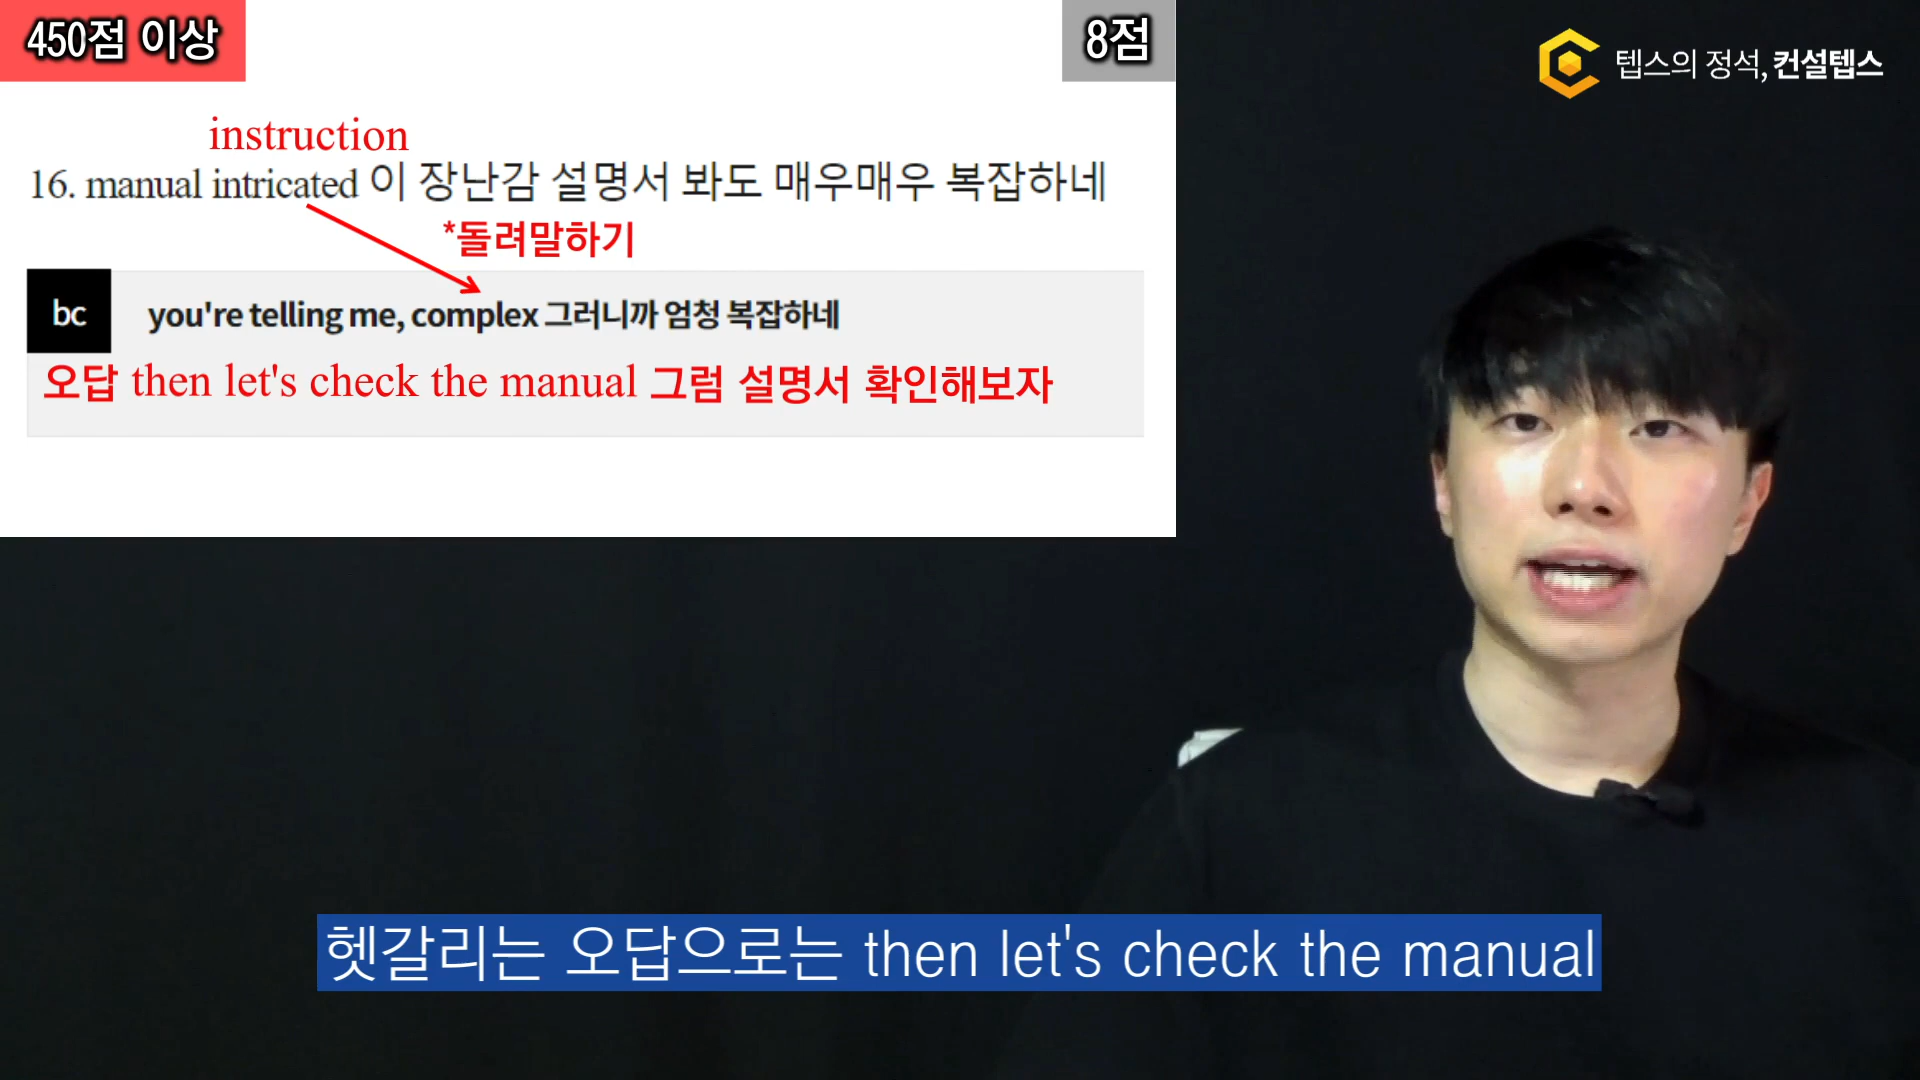 450점 이상
8점
텝스의 정석, 컨설텝스
instruction
16. manual intricated 이 장난감 설명서 봐도 매우매우 복잡하네
*돌려말하기
bc
you're telling me, complex 그러니까 엄청 복잡하네
오답 then let's check the manual 그럼 설명서 확인해보자
헷갈리는 오답으로는 then let's check the manual